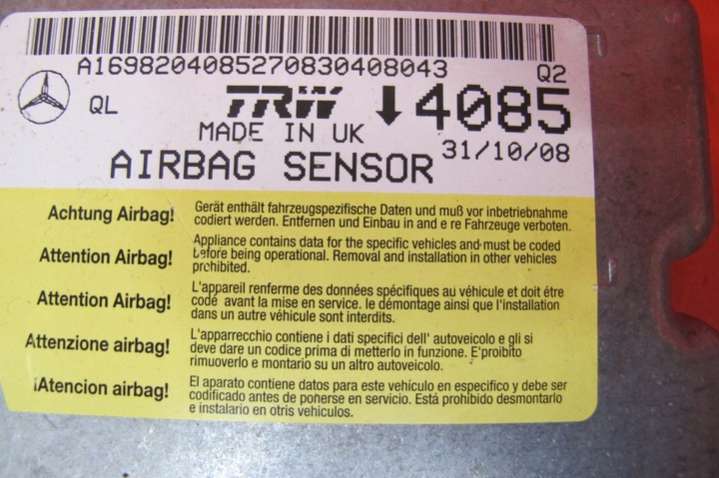 A1698204085270830408043
Q2
QL TRW 4085
MADE IN UK
31/10/08
AIRBAG SENSOR
Achtung Airbag!
Gerät enthält fahrzeugspezifische Daten und muß vor inbetriebnahme
codiert werden. Entfernen und Einbau in and e re Fahrzeuge verboten.
Attention Airbag!
Appliance contains data for the specific vehicles and must be coded
before being operational. Removal and installation in other vehicles
prohibited.
Attention Airbag!
L'appareil renferme des données spécifiques au véhicule et doit étre
codé avant la mise en service. le démontage ainsi que l'installation
dans un autre véhicule sont interdits.
Attenzione airbag!
L'apparrecchio contiene i dati specifici dell' autoveicolo e gli si
deve dare un codice prima di metterlo in funzione. E'proibito
rimuoverlo e montario su un altro autoveicolo.
¡Atencion airbag!
El aparato contiene datos para este vehiculo en especifico y debe ser
codificado antes de ponerse en servicio. Está prohibido desmontarlo
e instalario en otris vehiculos.